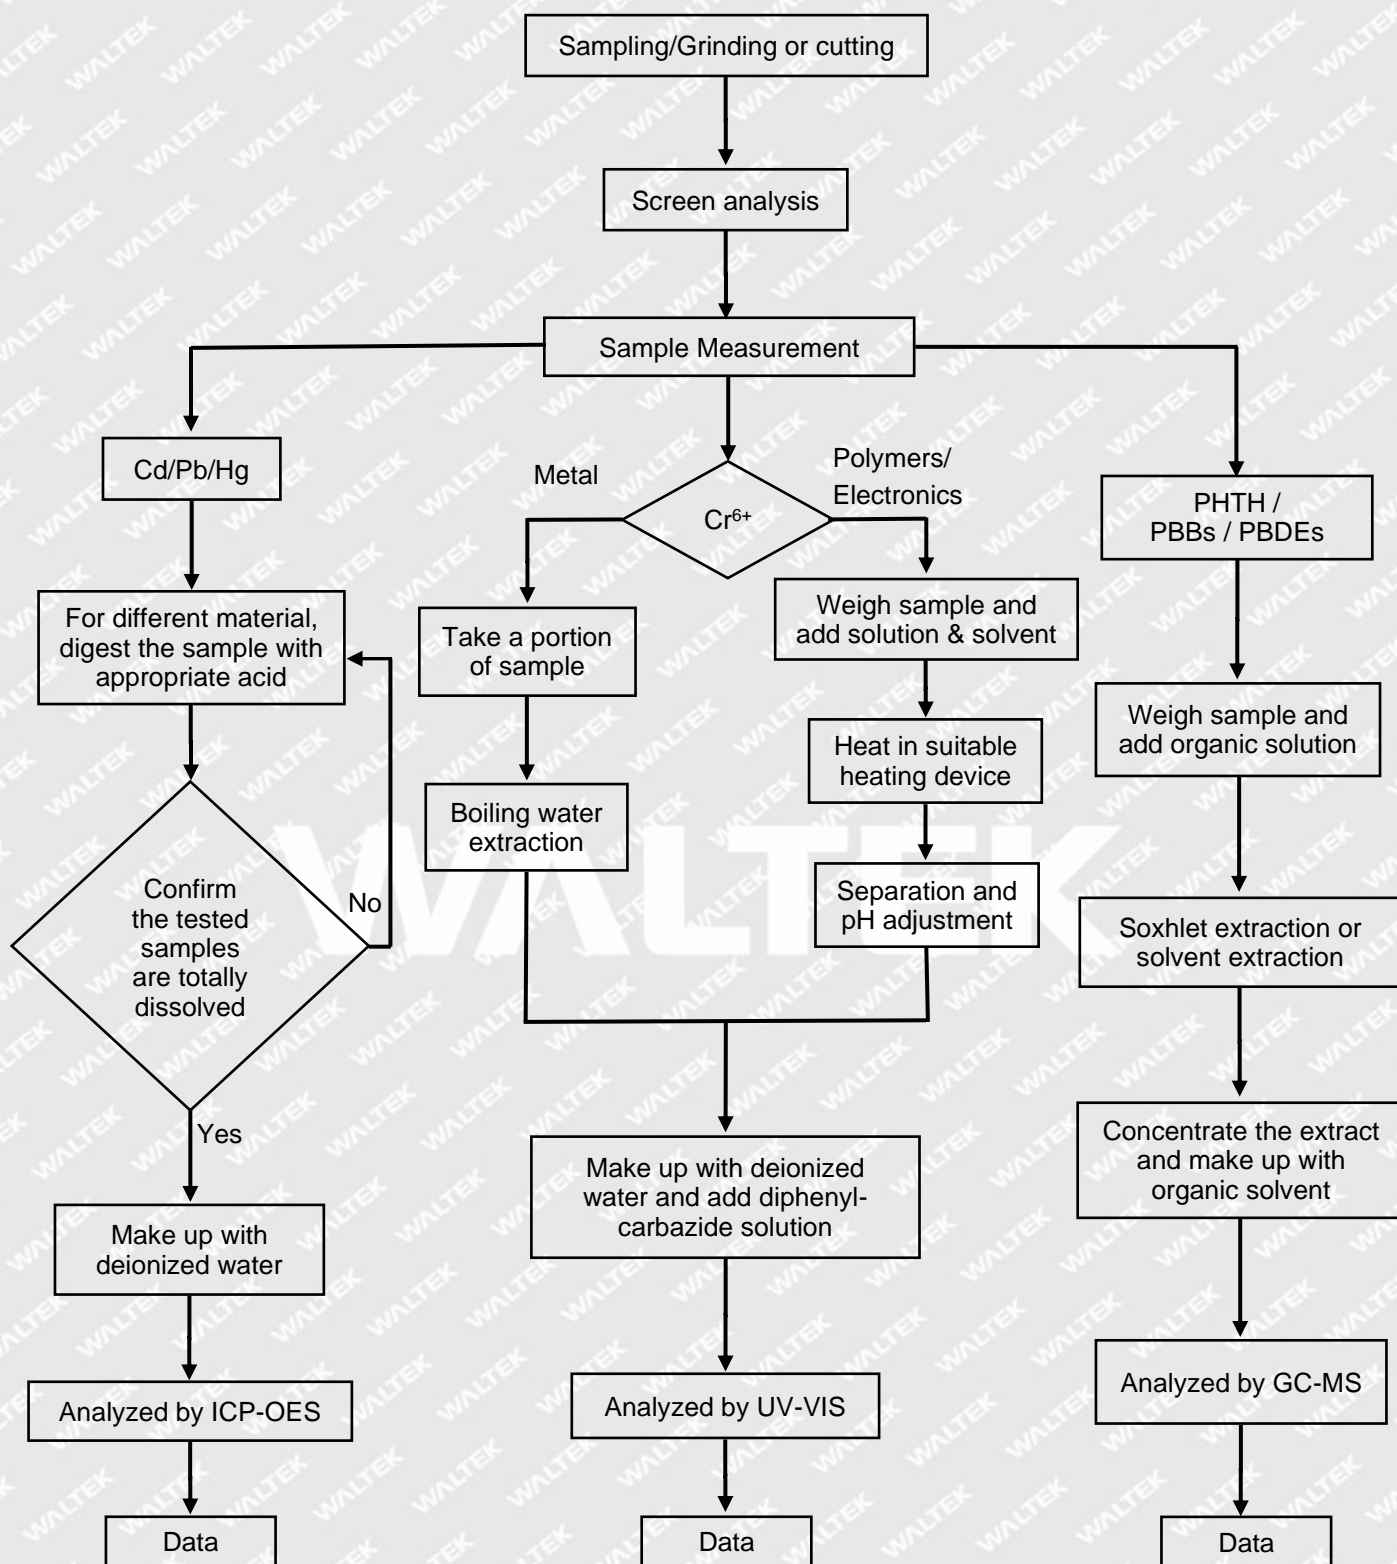 Sampling/Grinding or cutting
Screen analysis
Sample Measurement
Cd/Pb/Hg
For different material,
digest the sample with
appropriate acid
Confirm
the tested
samples
are totally
dissolved
No
Yes
Make up with
deionized water
Analyzed by ICP-OES
Data
Metal
Cr⁶⁺
Polymers/
Electronics
Take a portion
of sample
Boiling water
extraction
Weigh sample and
add solution & solvent
Heat in suitable
heating device
Separation and
pH adjustment
Make up with deionized
water and add diphenyl-
carbazide solution
Analyzed by UV-VIS
Data
PHTH /
PBBs / PBDEs
Weigh sample and
add organic solution
Soxhlet extraction or
solvent extraction
Concentrate the extract
and make up with
organic solvent
Analyzed by GC-MS
Data
WALTEK